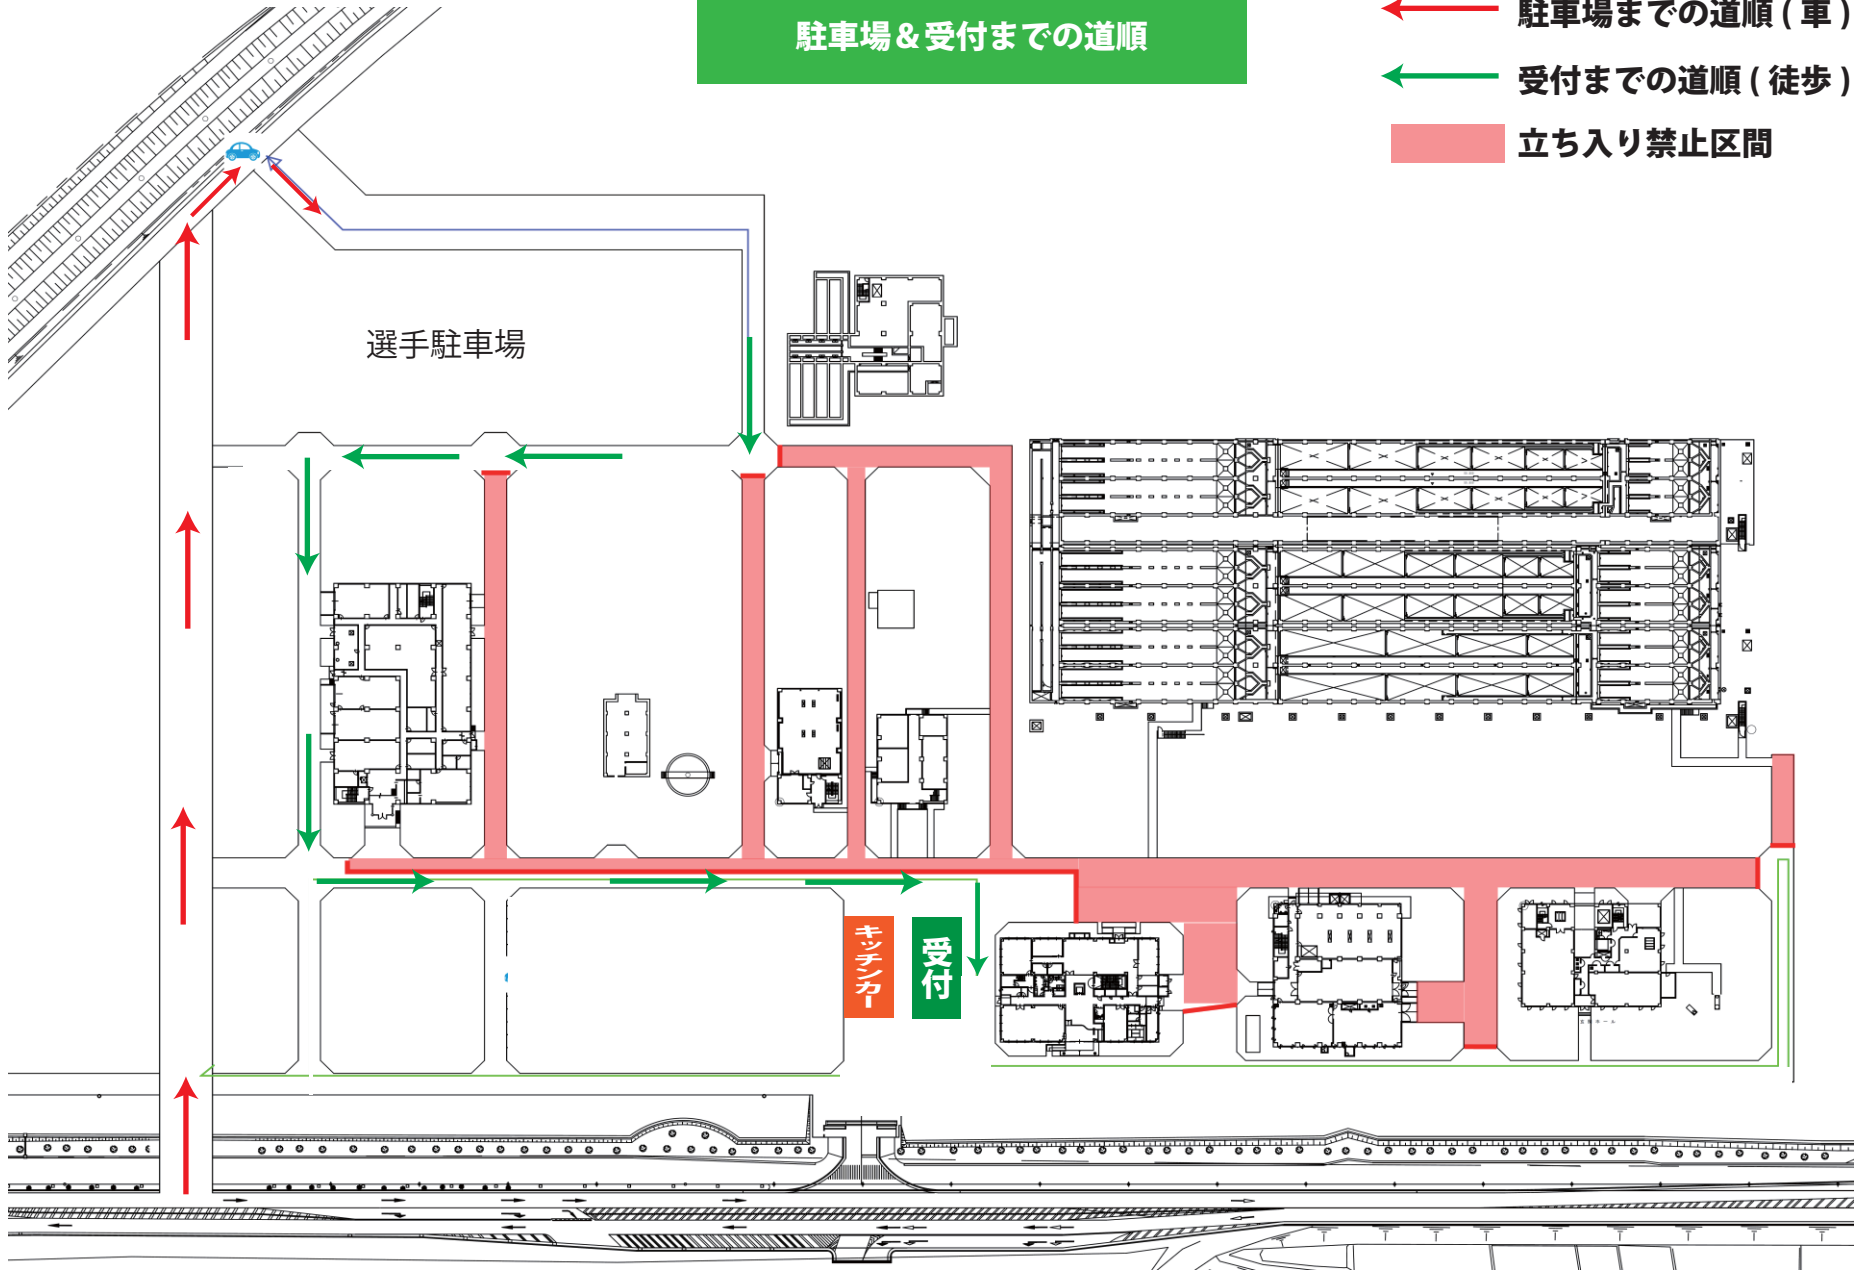 駐車場&受付までの道順
駐車場までの道順 ( 車 )
受付までの道順 ( 徒歩 )
立ち入り禁止区間
選手駐車場
キッチンカー
受付